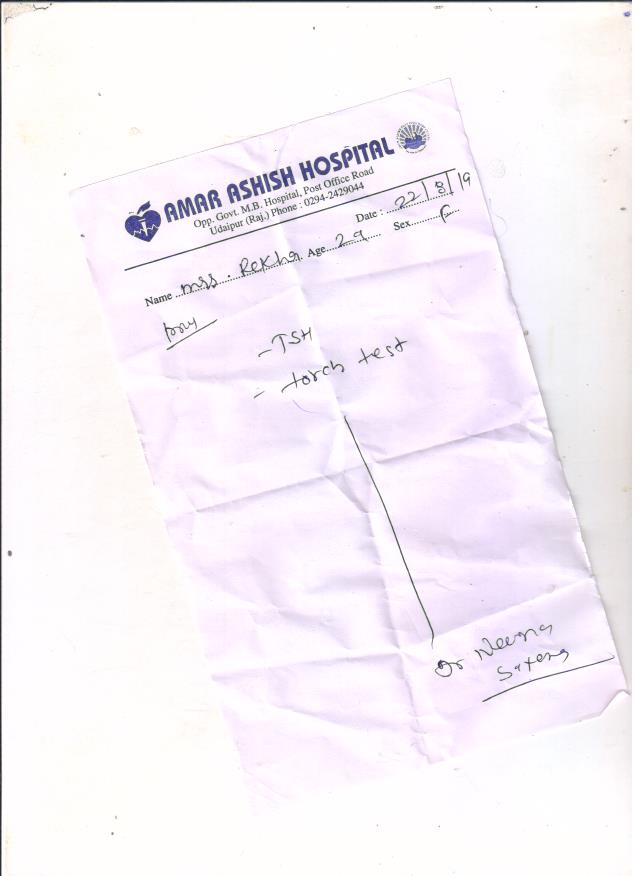 AMAR ASHISH HOSPITAL
Opp. Govt. M.B. Hospital, Post Office Road
Udaipur (Raj.) Phone : 0294-2429044
Date : 22/8/19
Name Mrs. Rekha Age 29 Sex F
- TSH
- torch test
Dr Neena
Saxena